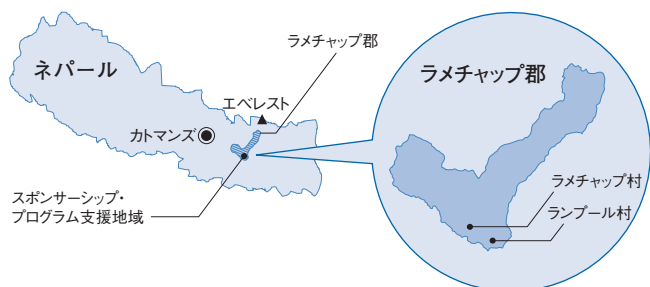 ネパール
ラメチャップ郡
エベレスト
カトマンズ
スポンサーシップ・
プログラム支援地域
ラメチャップ郡
ラメチャップ村
ランプール村